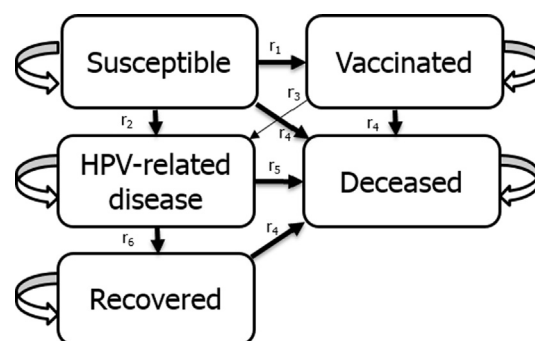 Susceptible
r1
Vaccinated
r2
r3
r4
r4
HPV-related
disease
r5
Deceased
r6
r4
Recovered